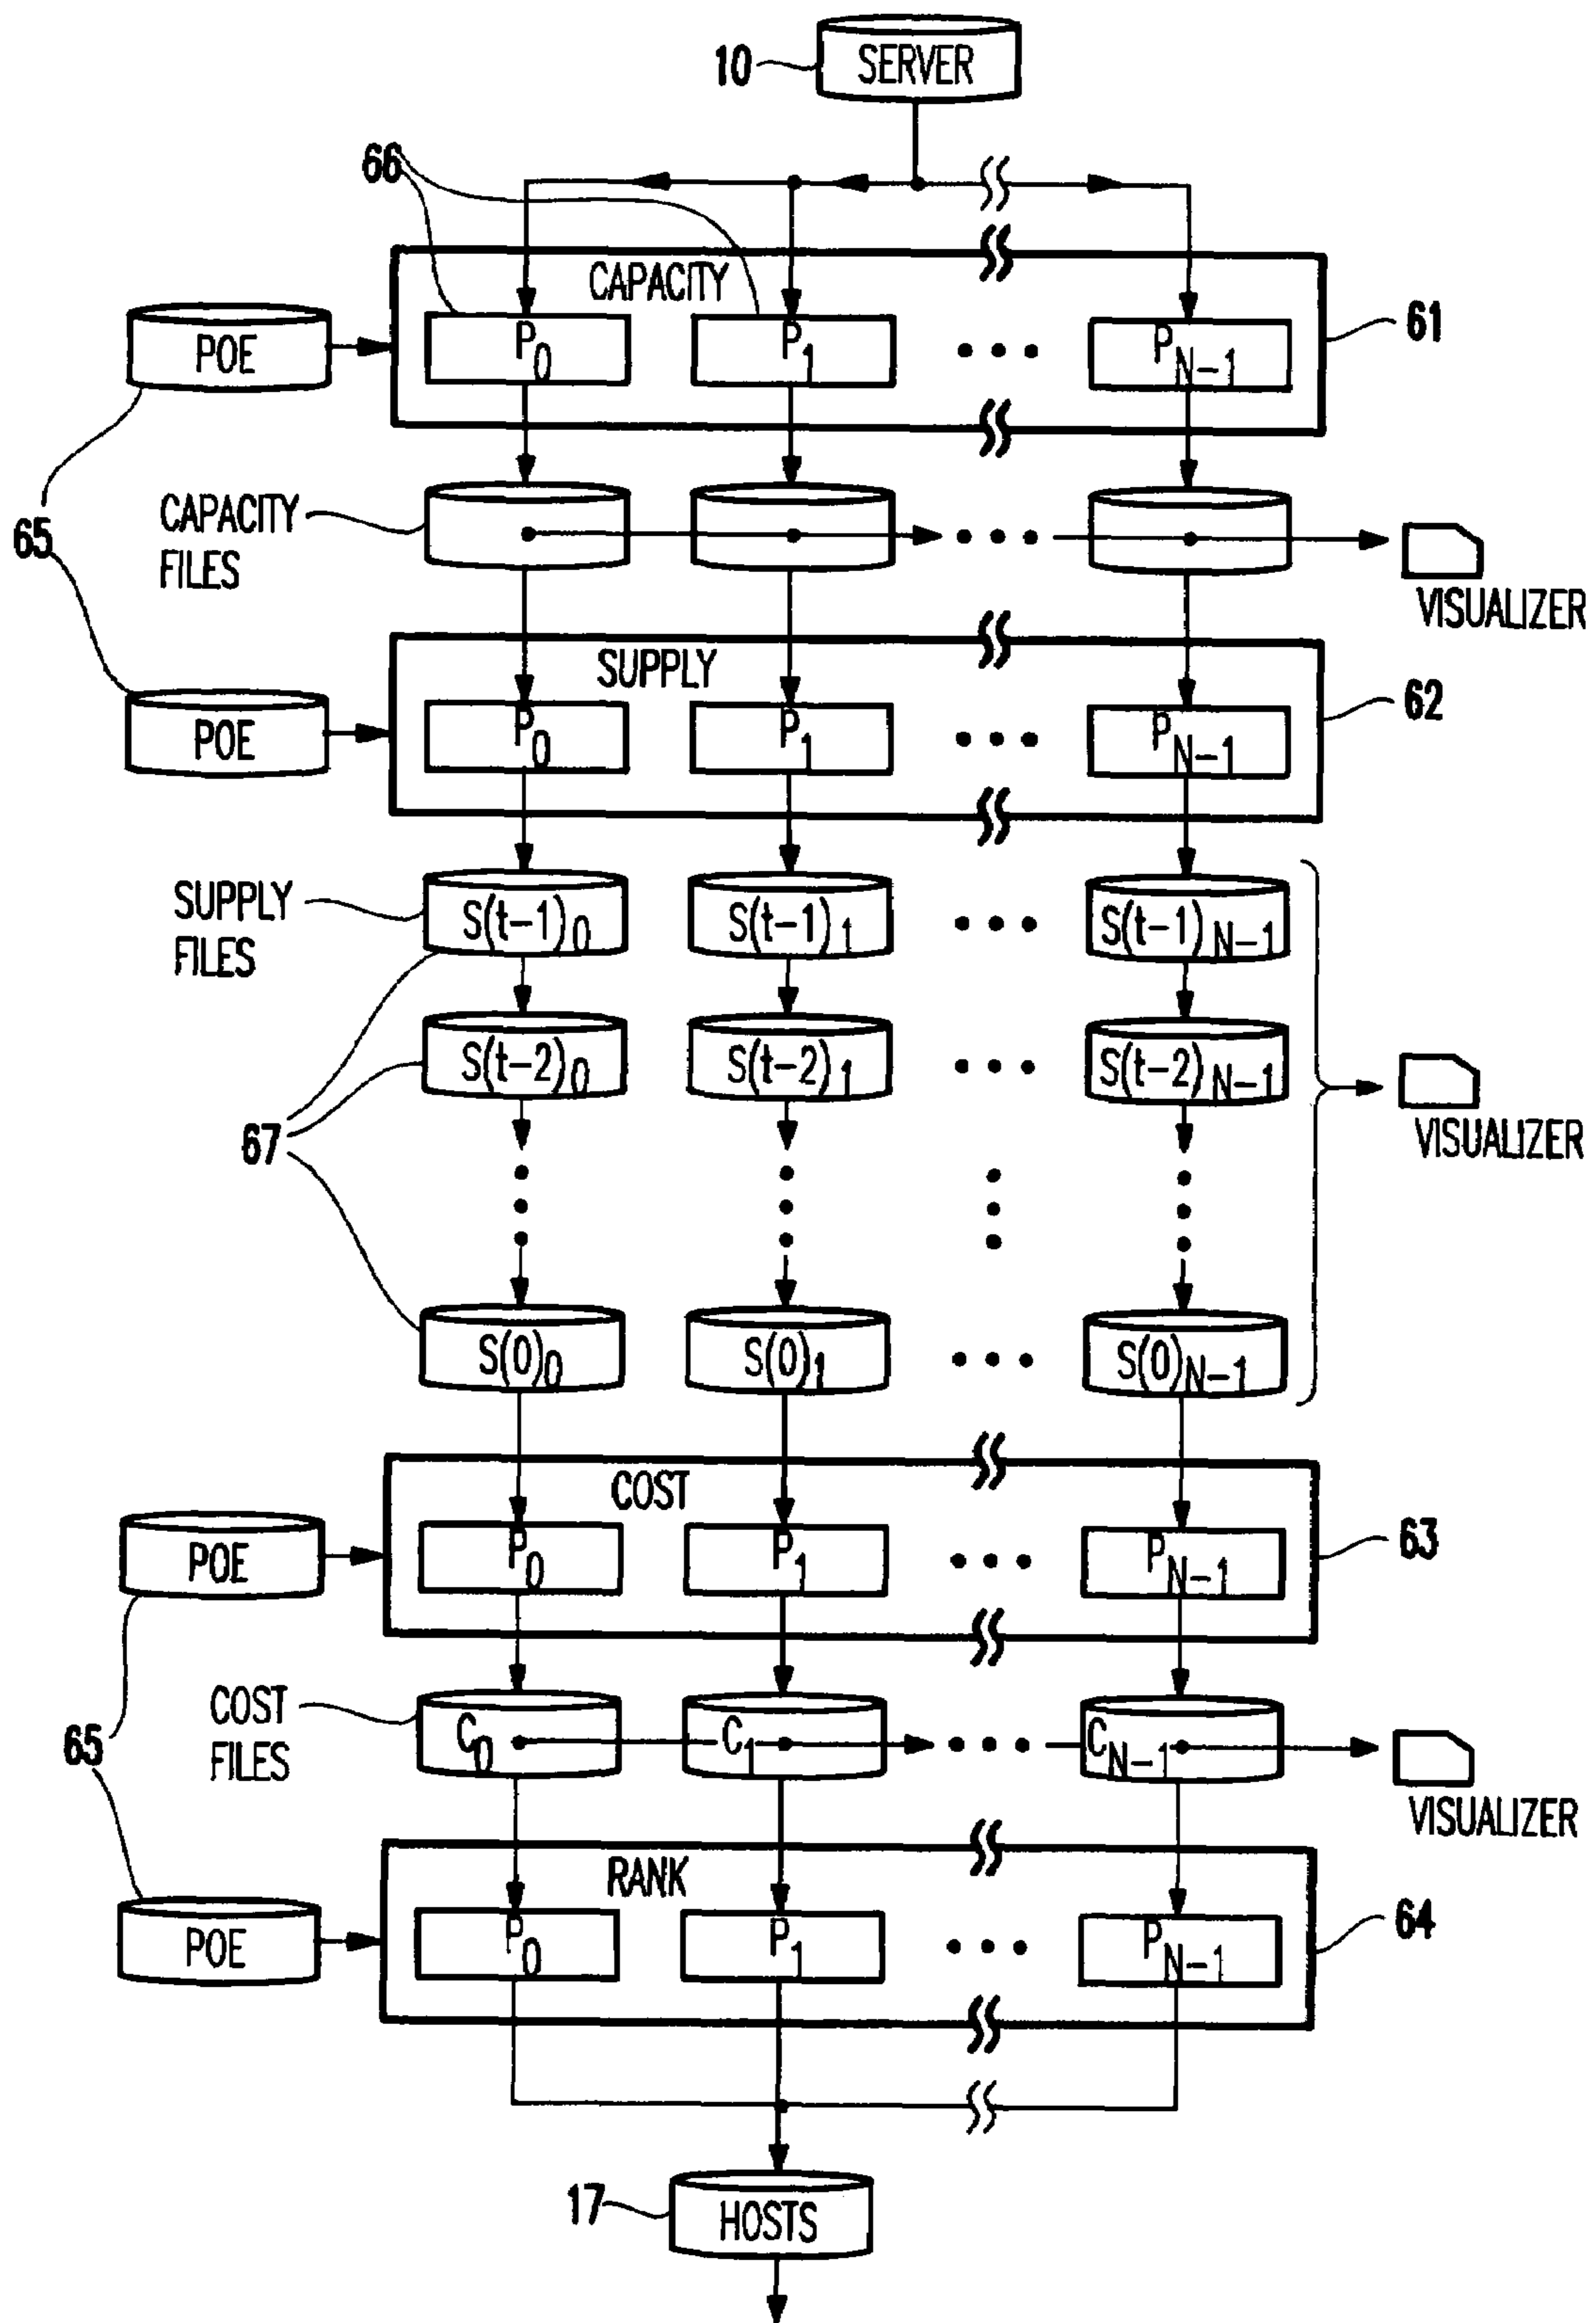 10 SERVER
66
CAPACITY
POE P0 P1 ••• PN-1 61
65
CAPACITY
FILES
•••
VISUALIZER
SUPPLY
POE P0 P1 ••• PN-1 62
SUPPLY
FILES
S(t-1)0 S(t-1)1 ••• S(t-1)N-1
S(t-2)0 S(t-2)1 ••• S(t-2)N-1
VISUALIZER
67
S(0)0 S(0)1 ••• S(0)N-1
COST
POE P0 P1 ••• PN-1 63
65
COST
FILES
C0 C1 ••• CN-1
VISUALIZER
RANK
POE P0 P1 ••• PN-1 64
17 HOSTS